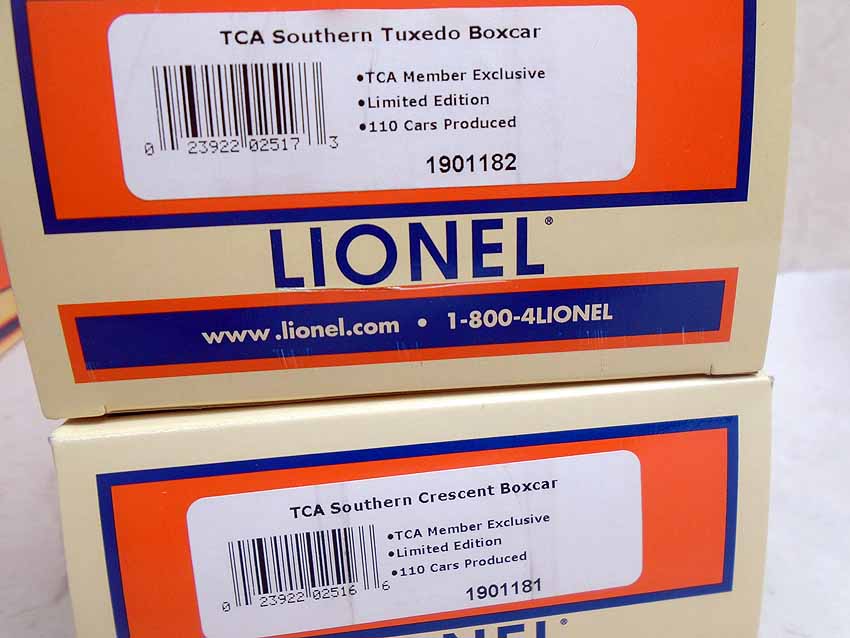 TCA Southern Tuxedo Boxcar
•TCA Member Exclusive
•Limited Edition
•110 Cars Produced
0 23922 02517 3
1901182
LIONEL®
www.lionel.com • 1-800-4LIONEL
TCA Southern Crescent Boxcar
•TCA Member Exclusive
•Limited Edition
•110 Cars Produced
0 23922 02516 6
1901181
LIONEL®